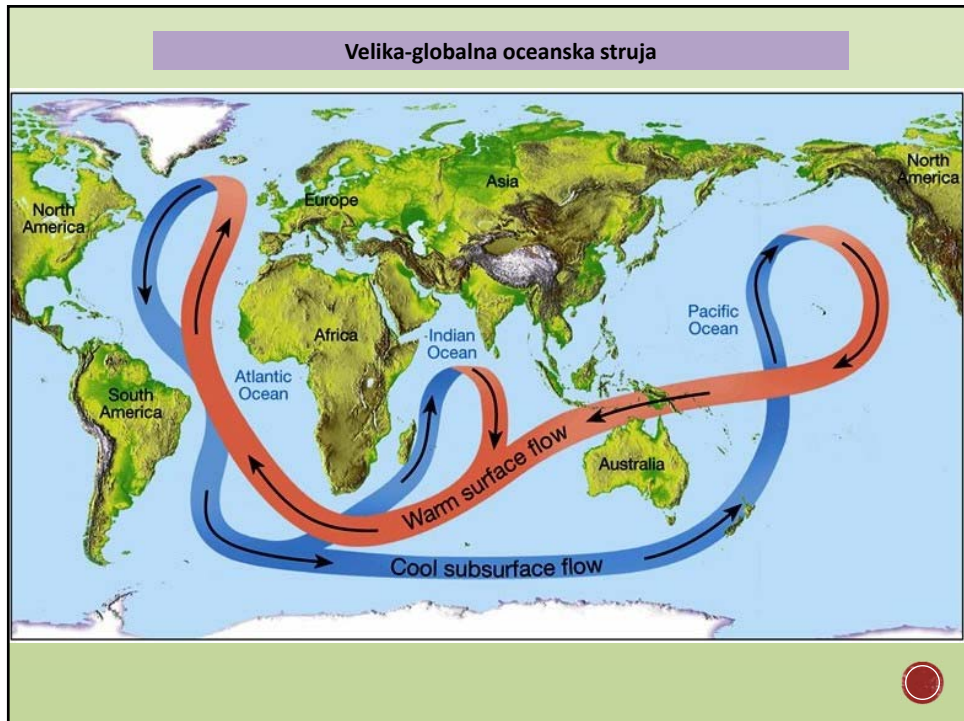 Velika-globalna oceanska struja
North
America
Europe
Asia
North
America
Africa
Indian
Ocean
Pacific
Ocean
Atlantic
Ocean
South
America
Australia
Warm surface flow
Cool subsurface flow